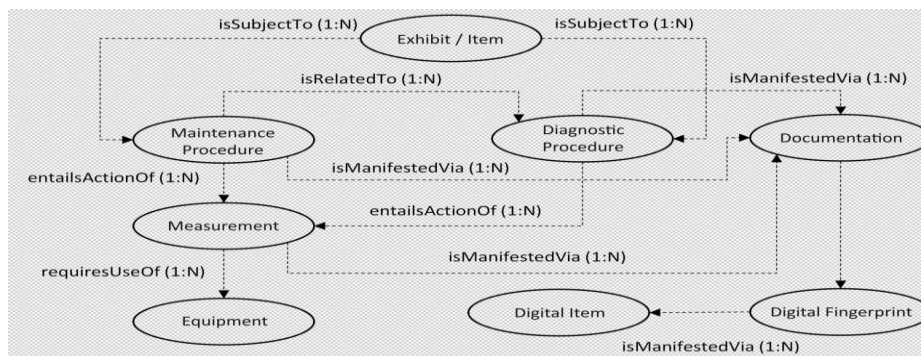 isSubjectTo (1:N)
isSubjectTo (1:N)
Exhibit / Item
isRelatedTo (1:N)
isManifestedVia (1:N)
Maintenance
Procedure
Diagnostic
Procedure
Documentation
entailsActionOf (1:N)
isManifestedVia (1:N)
entailsActionOf (1:N)
Measurement
isManifestedVia (1:N)
requiresUseOf (1:N)
Equipment
Digital Item
Digital Fingerprint
isManifestedVia (1:N)